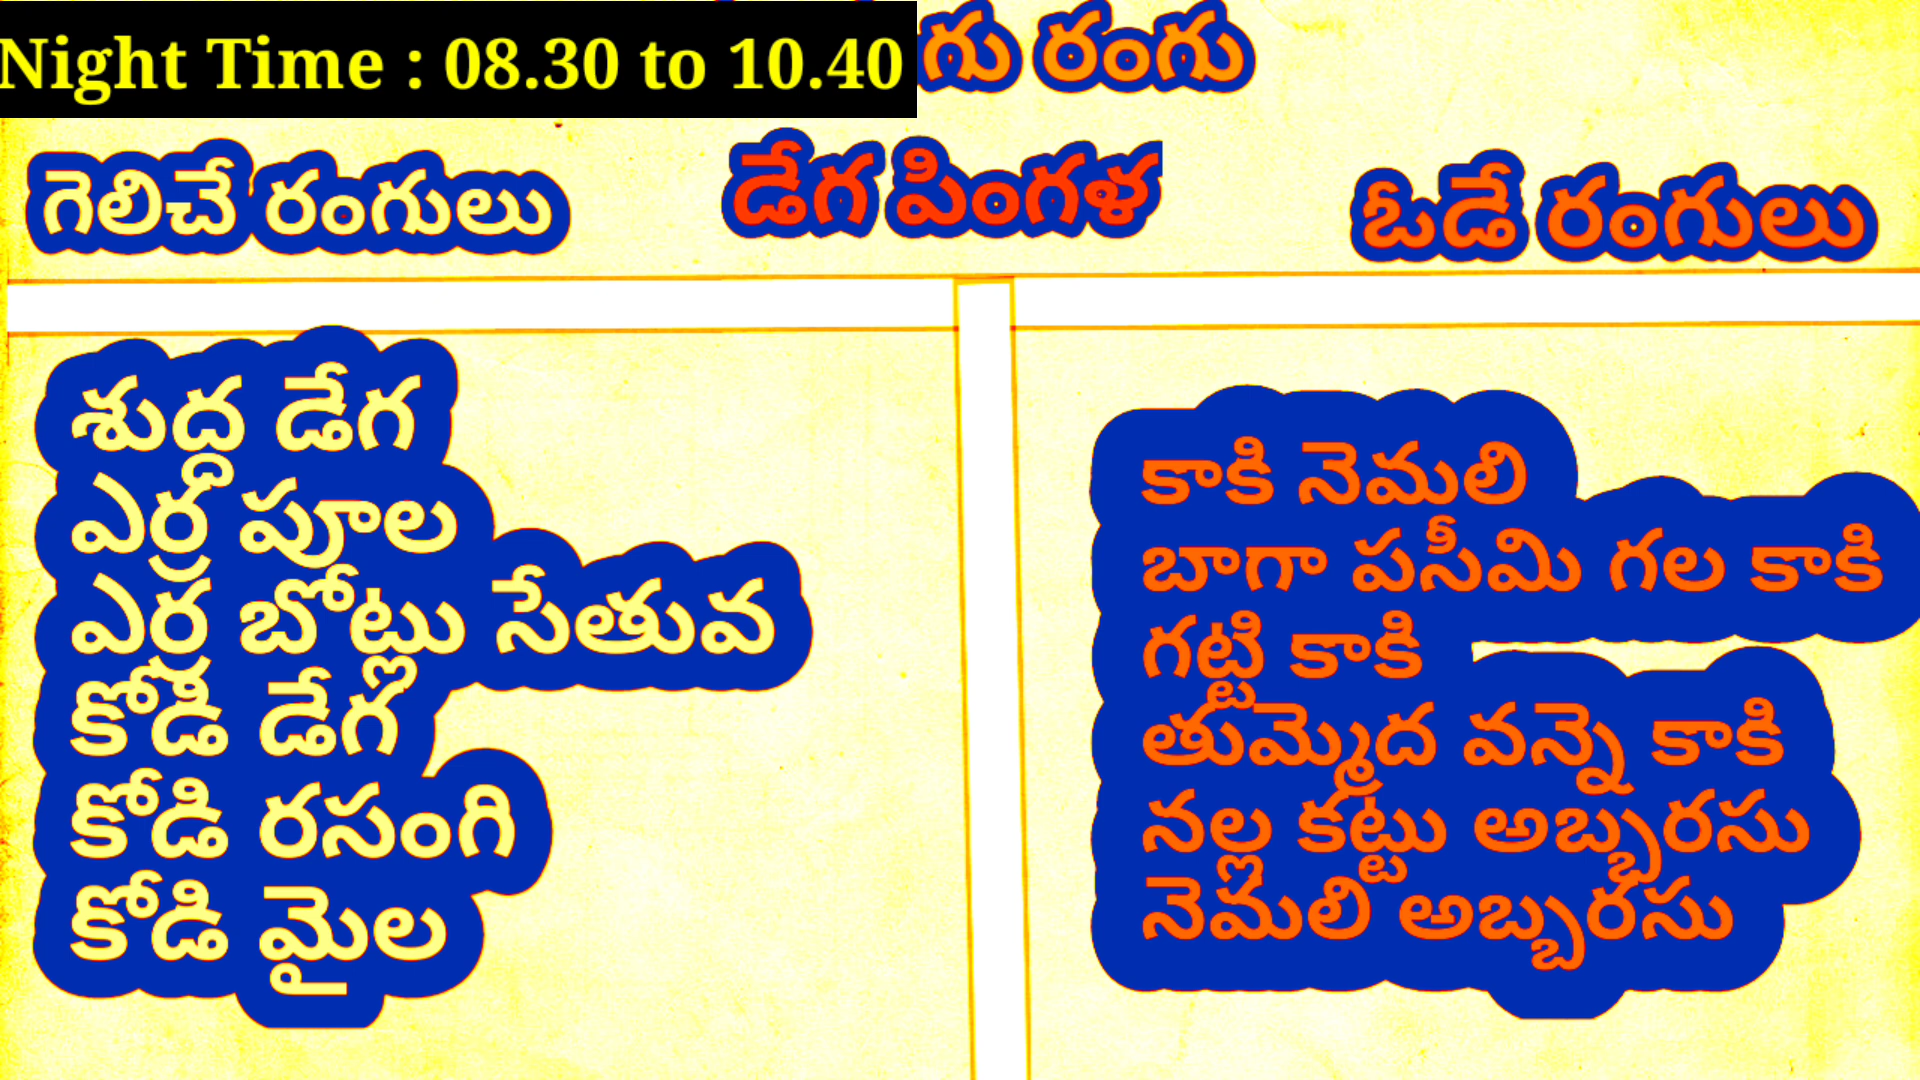 Night Time : 08.30 to 10.40
రంగు
గెలిచే రంగులు
డేగ పింగళ
ఓడే రంగులు
శుద్ధ డేగ
ఎర్ర పూల
ఎర్ర బోట్లు సేతువ
కోడి డేగ
కోడి రసంగి
కోడి మైల
కాకి నెమలి
బాగా పసీమి గల కాకి
గట్టి కాకి
తుమ్మెద వన్నె కాకి
నల్ల కట్టు అబ్బరసు
నెమలి అబ్బరసు